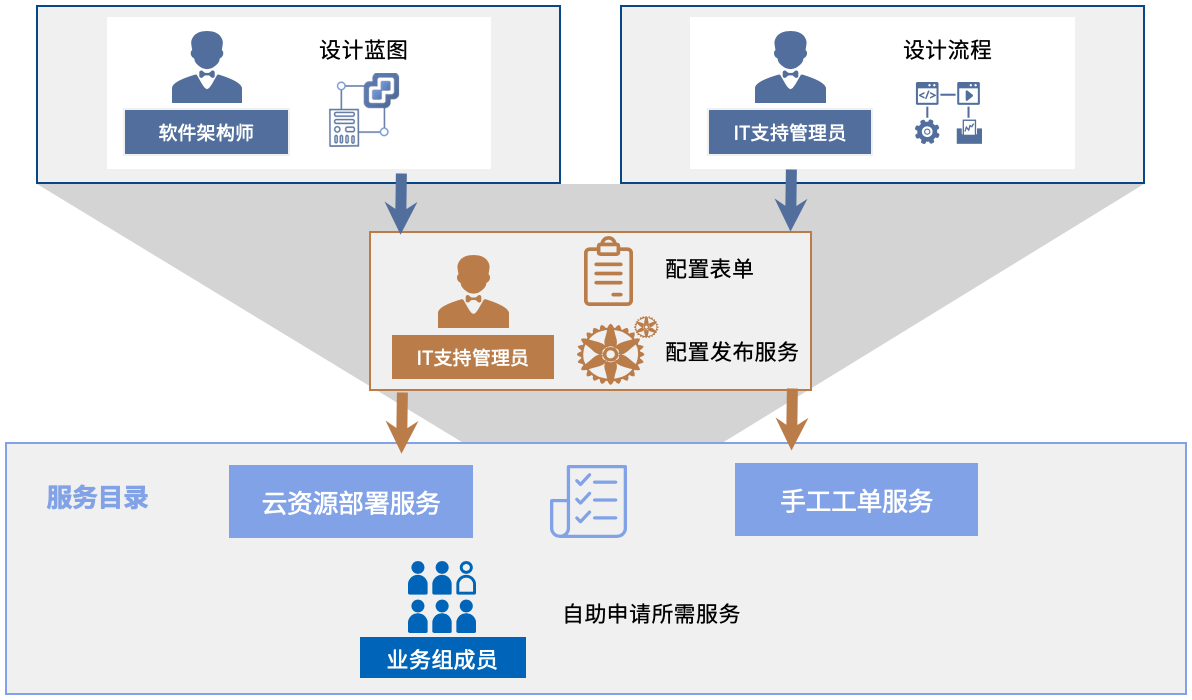 设计蓝图
软件架构师
设计流程
IT支持管理员
配置表单
IT支持管理员
配置发布服务
服务目录
云资源部署服务
手工工单服务
自助申请所需服务
业务组成员